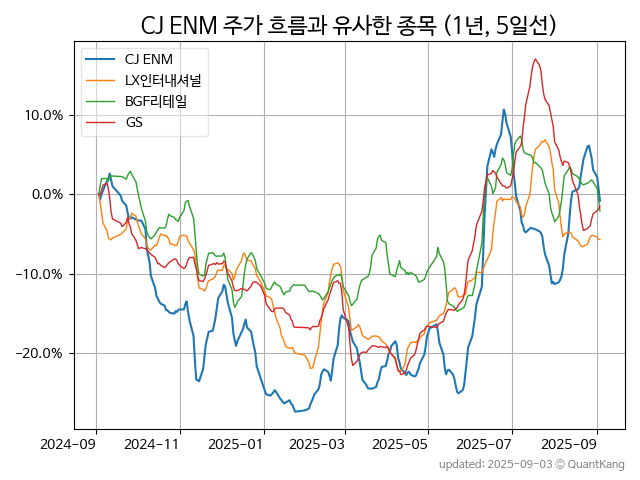 CJ ENM 주가 흐름과 유사한 종목 (1년, 5일선)
CJ ENM
LX인터내셔널
BGF리테일
GS
10.0%
0.0%
−10.0%
−20.0%
2024-09 2024-11 2025-01 2025-03 2025-05 2025-07 2025-09
updated: 2025-09-03 ⓒ QuantKang